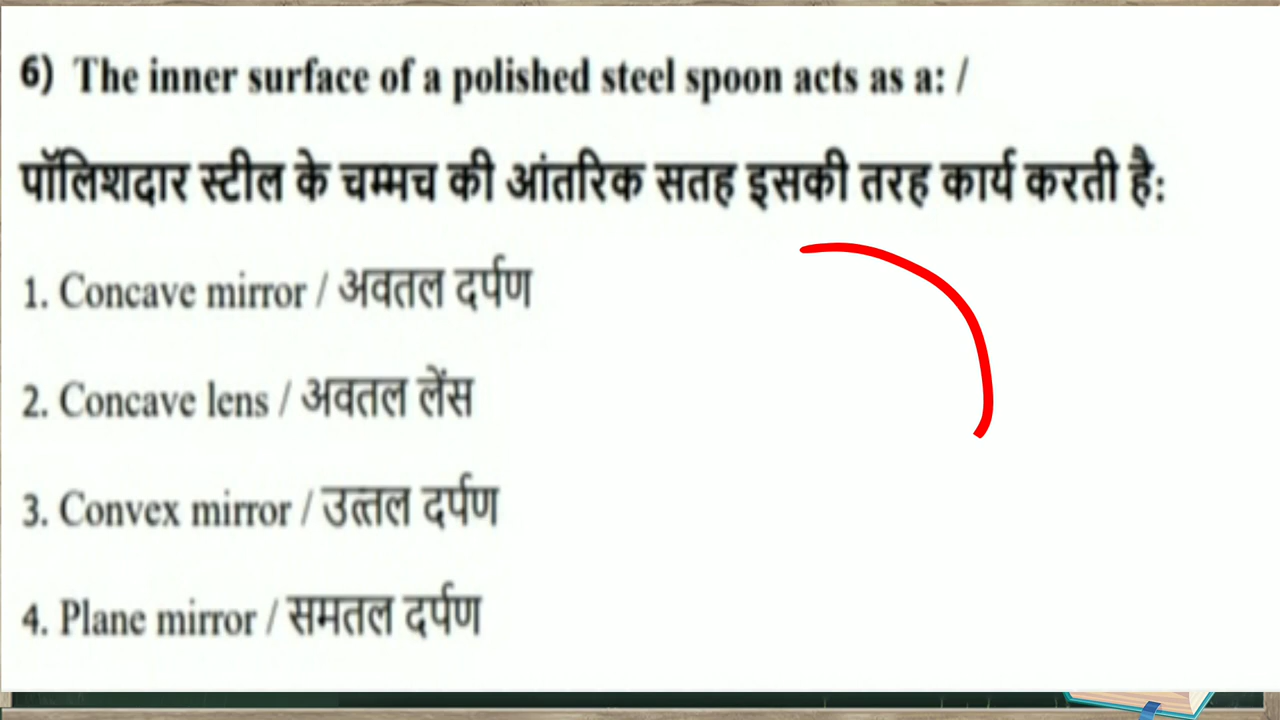 6) The inner surface of a polished steel spoon acts as a: /
पॉलिशदार स्टील के चम्मच की आंतरिक सतह इसकी तरह कार्य करती है:
1. Concave mirror / अवतल दर्पण
2. Concave lens / अवतल लेंस
3. Convex mirror / उत्तल दर्पण
4. Plane mirror / समतल दर्पण